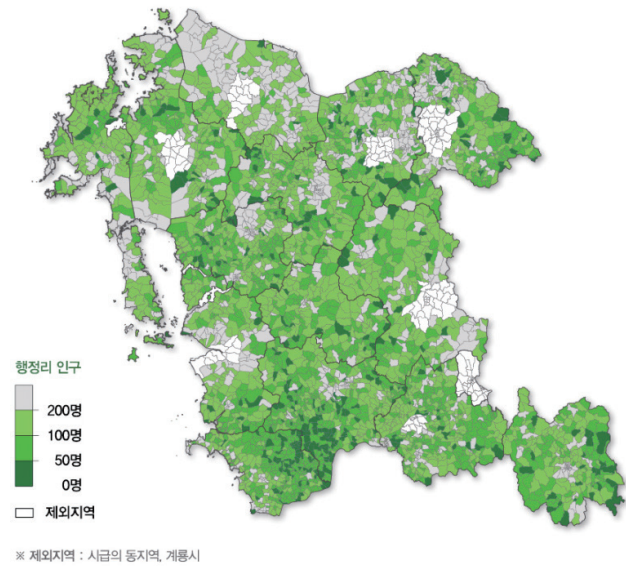 행정리 인구
200명
100명
50명
0명
제외지역
※ 제외지역 : 시급의 동지역, 계룡시